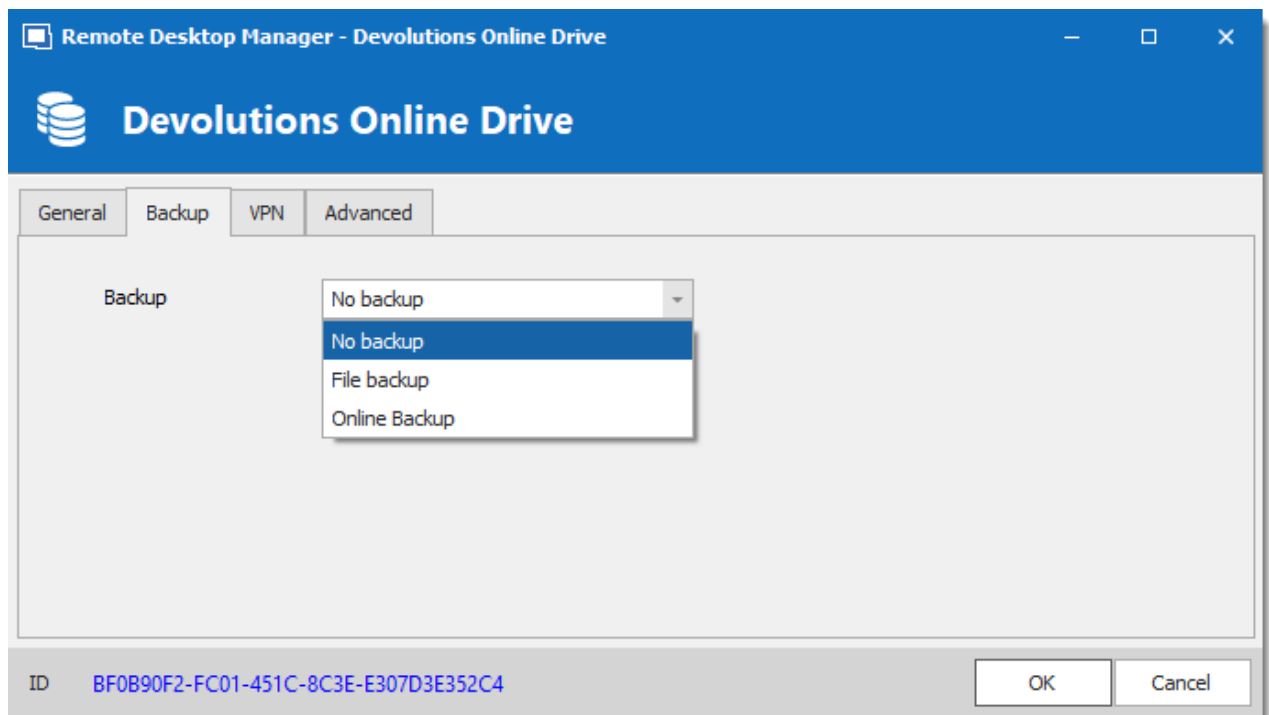 Remote Desktop Manager - Devolutions Online Drive
Devolutions Online Drive
General Backup VPN Advanced
Backup No backup
No backup
File backup
Online Backup
ID BF0B90F2-FC01-451C-8C3E-E307D3E352C4 OK Cancel